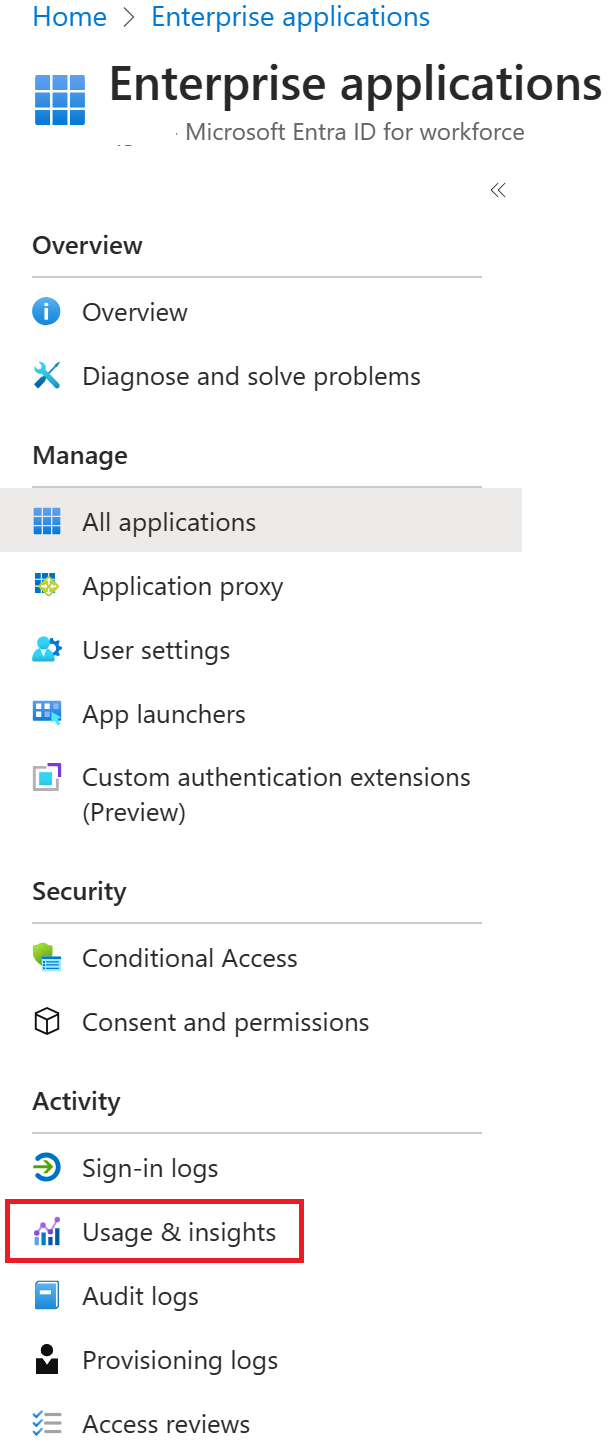 Home > Enterprise applications
Enterprise applications
· Microsoft Entra ID for workforce
«
Overview
Overview
Diagnose and solve problems
Manage
All applications
Application proxy
User settings
App launchers
Custom authentication extensions
(Preview)
Security
Conditional Access
Consent and permissions
Activity
Sign-in logs
Usage & insights
Audit logs
Provisioning logs
Access reviews